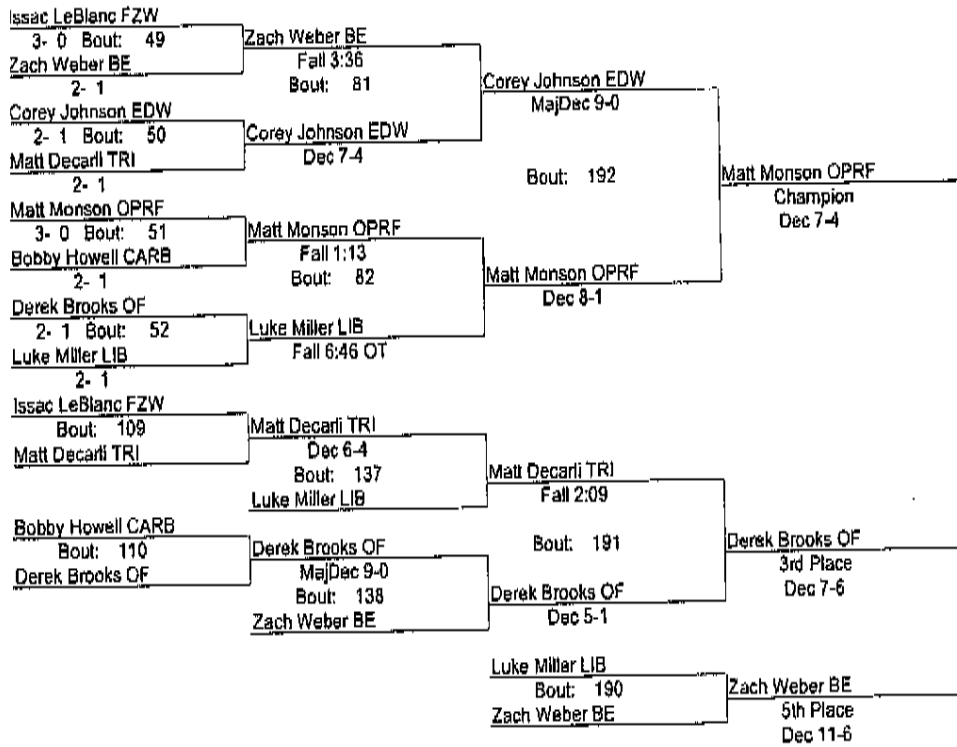 Issac LeBlanc FZW
3- 0 Bout: 49
Zach Weber BE
2- 1
Corey Johnson EDW
2- 1 Bout: 50
Matt Decarli TRI
2- 1
Matt Monson OPRF
3- 0 Bout: 51
Bobby Howell CARB
2- 1
Derek Brooks OF
2- 1 Bout: 52
Luke Miller LIB
2- 1
Zach Weber BE
Fall 3:36
Bout: 81
Corey Johnson EDW
Dec 7-4
Matt Monson OPRF
Fall 1:13
Bout: 82
Luke Miller LIB
Fall 6:46 OT
Corey Johnson EDW
MajDec 9-0
Bout: 192
Matt Monson OPRF
Dec 8-1
Matt Monson OPRF
Champion
Dec 7-4
Issac LeBlanc FZW
Bout: 109
Matt Decarli TRI
Bobby Howell CARB
Bout: 110
Derek Brooks OF
Matt Decarli TRI
Dec 6-4
Bout: 137
Luke Miller LIB
Derek Brooks OF
MajDec 9-0
Bout: 138
Zach Weber BE
Matt Decarli TRI
Fall 2:09
Bout: 191
Derek Brooks OF
Dec 5-1
Derek Brooks OF
3rd Place
Dec 7-6
Luke Miller LIB
Bout: 190
Zach Weber BE
Zach Weber BE
5th Place
Dec 11-6